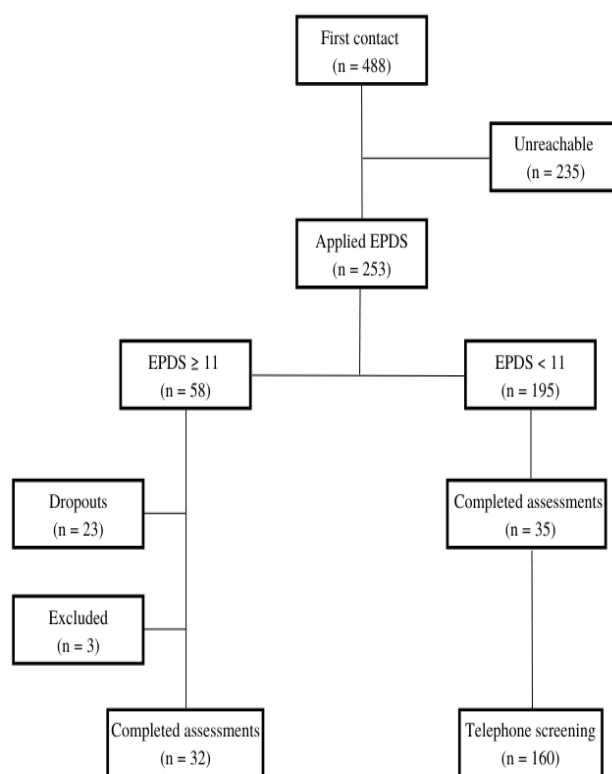 First contact
(n = 488)
Unreachable
(n = 235)
Applied EPDS
(n = 253)
EPDS ≥ 11
(n = 58)
EPDS < 11
(n = 195)
Dropouts
(n = 23)
Completed assessments
(n = 35)
Excluded
(n = 3)
Completed assessments
(n = 32)
Telephone screening
(n = 160)